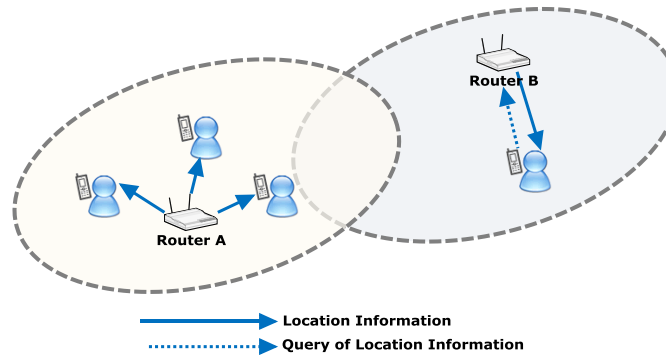 Router B
Router A
Location Information
Query of Location Information